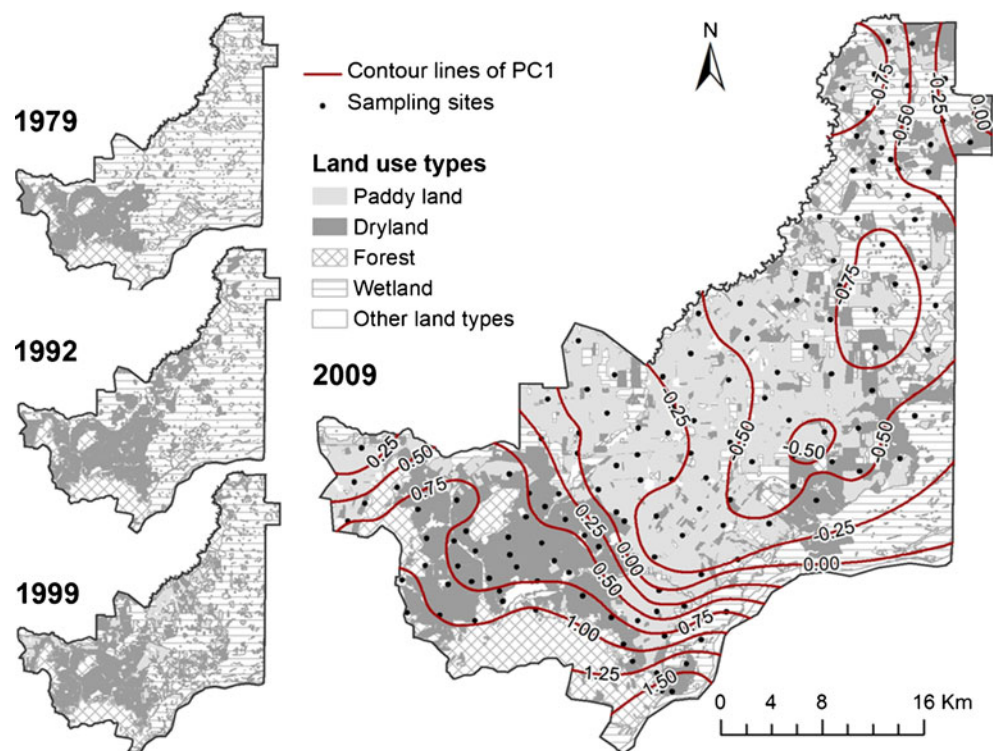 N
Contour lines of PC1
Sampling sites
1979
Land use types
Paddy land
Dryland
Forest
Wetland
Other land types
1992
2009
1999
-0.75
-0.50
-0.25
0.00
-0.75
-0.25
-0.50
-0.50
-0.50
0.25
0.50
0.75
0.25
0.00
0.50
-0.25
0.00
0.75
1.00
1.25
1.50
0 4 8 16 Km